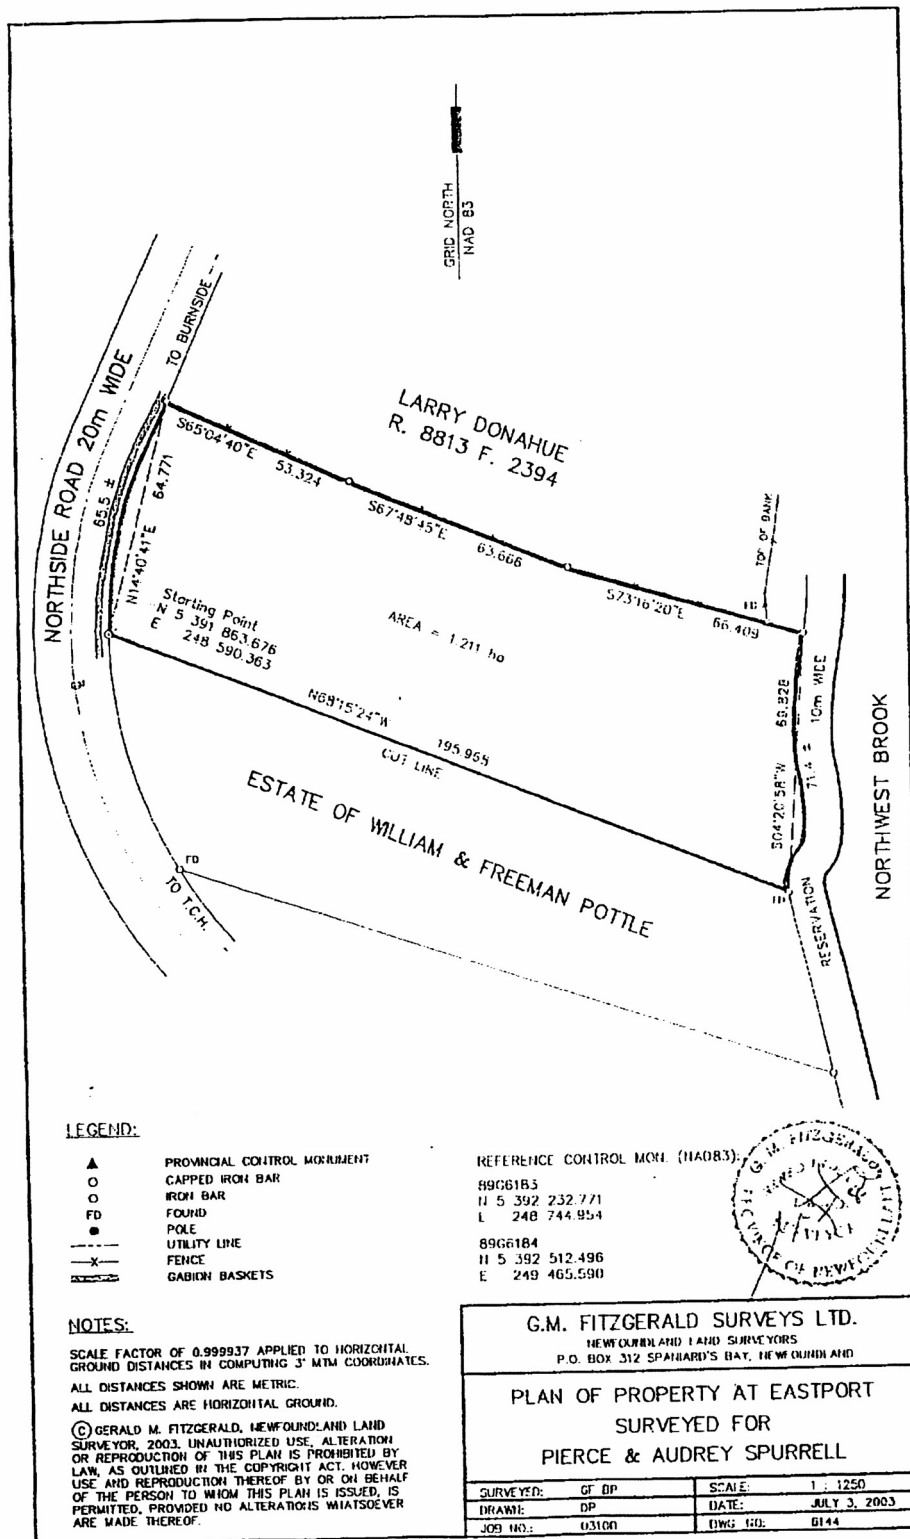 GRID NORTH
NAD 83
NORTHSIDE ROAD 20m WIDE
TO BURNSIDE
LARRY DONAHUE
R. 8813 F. 2394
S65°04'40"E 53.324
S67°48'45"E 63.666
S73°16'20"E 66.409
TOP OF BANK
FD
65.5 ±
N14°40'41"E 64.771
Starting Point
N 5 391 863.676
E 248 590.363
AREA = 1.211 ha
N68°15'24"W 195.958
CUT LINE
S04°20'58"W 69.828
71.4 ± 10m WIDE
RESERVATION
NORTHWEST BROOK
ESTATE OF WILLIAM & FREEMAN POTTLE
FD
TO T.C.H.
LEGEND:
PROVINCIAL CONTROL MONUMENT
CAPPED IRON BAR
IRON BAR
FD FOUND
POLE
UTILITY LINE
X FENCE
GABION BASKETS
REFERENCE CONTROL MON. (NAD83):
89G6183
N 5 392 232.771
E 248 744.954
89G6184
N 5 392 512.496
E 249 465.590
G. M. FITZGERALD
PROVINCE OF NEWFOUNDLAND
NOTES:
SCALE FACTOR OF 0.999937 APPLIED TO HORIZONTAL
GROUND DISTANCES IN COMPUTING 3° MTM COORDINATES.
ALL DISTANCES SHOWN ARE METRIC.
ALL DISTANCES ARE HORIZONTAL GROUND.
© GERALD M. FITZGERALD, NEWFOUNDLAND LAND
SURVEYOR, 2003. UNAUTHORIZED USE, ALTERATION
OR REPRODUCTION OF THIS PLAN IS PROHIBITED BY
LAW, AS OUTLINED IN THE COPYRIGHT ACT. HOWEVER
USE AND REPRODUCTION THEREOF BY OR ON BEHALF
OF THE PERSON TO WHOM THIS PLAN IS ISSUED, IS
PERMITTED, PROVIDED NO ALTERATIONS WHATSOEVER
ARE MADE THEREOF.
G.M. FITZGERALD SURVEYS LTD.
NEWFOUNDLAND LAND SURVEYORS
P.O. BOX 312 SPANIARD'S BAY, NEWFOUNDLAND
PLAN OF PROPERTY AT EASTPORT
SURVEYED FOR
PIERCE & AUDREY SPURRELL
SURVEYED: GF DP SCALE: 1 : 1250
DRAWN: DP DATE: JULY 3, 2003
JOB NO.: 03100 DWG NO: 6144